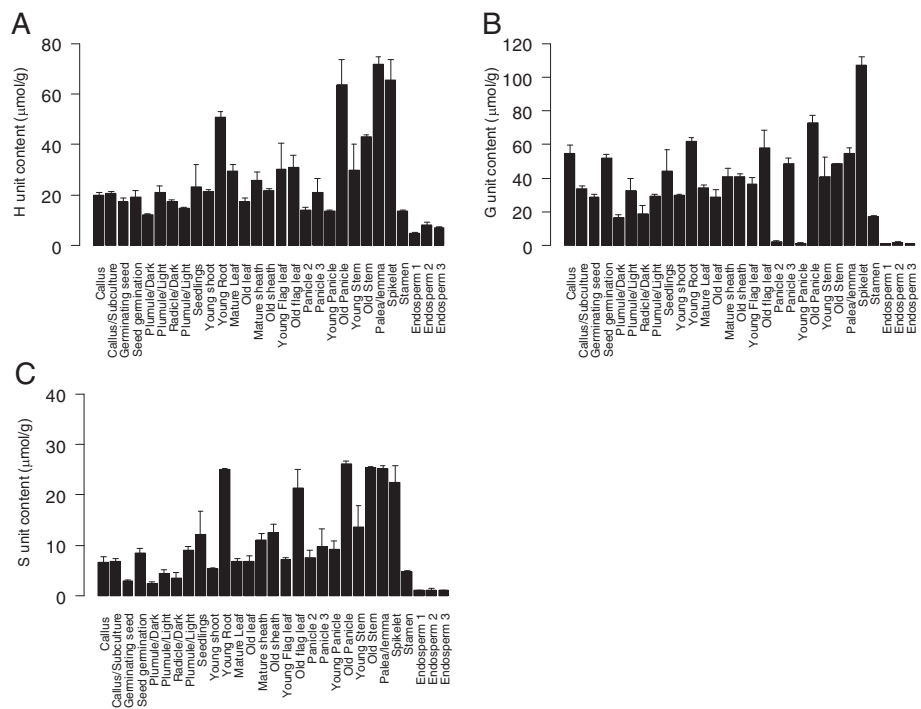 A
H unit content (μmol/g)
80
60
40
20
0
Callus
Callus/Subculture
Germinating seed
Seed germination
Plumule/Dark
Plumule/Light
Radicle/Dark
Plumule/Light
Seedlings
Young shoot
Young Root
Mature Leaf
Old leaf
Mature sheath
Old sheath
Young Flag leaf
Old flag leaf
Panicle 2
Panicle 3
Young Panicle
Old Panicle
Young Stem
Old Stem
Palea/lemma
Spikelet
Stamen
Endosperm 1
Endosperm 2
Endosperm 3
B
G unit content (μmol/g)
120
100
80
60
40
20
0
Callus
Callus/Subculture
Germinating seed
Seed germination
Plumule/Dark
Plumule/Light
Radicle/Dark
Plumule/Light
Seedlings
Young shoot
Young Root
Mature Leaf
Old leaf
Mature sheath
Old sheath
Young Flag leaf
Old flag leaf
Panicle 2
Panicle 3
Young Panicle
Old Panicle
Young Stem
Old Stem
Palea/lemma
Spikelet
Stamen
Endosperm 1
Endosperm 2
Endosperm 3
C
S unit content (μmol/g)
40
30
20
10
0
Callus
Callus/Subculture
Germinating seed
Seed germination
Plumule/Dark
Plumule/Light
Radicle/Dark
Plumule/Light
Seedlings
Young shoot
Young Root
Mature Leaf
Old leaf
Mature sheath
Old sheath
Young Flag leaf
Old flag leaf
Panicle 2
Panicle 3
Young Panicle
Old Panicle
Young Stem
Old Stem
Palea/lemma
Spikelet
Stamen
Endosperm 1
Endosperm 2
Endosperm 3